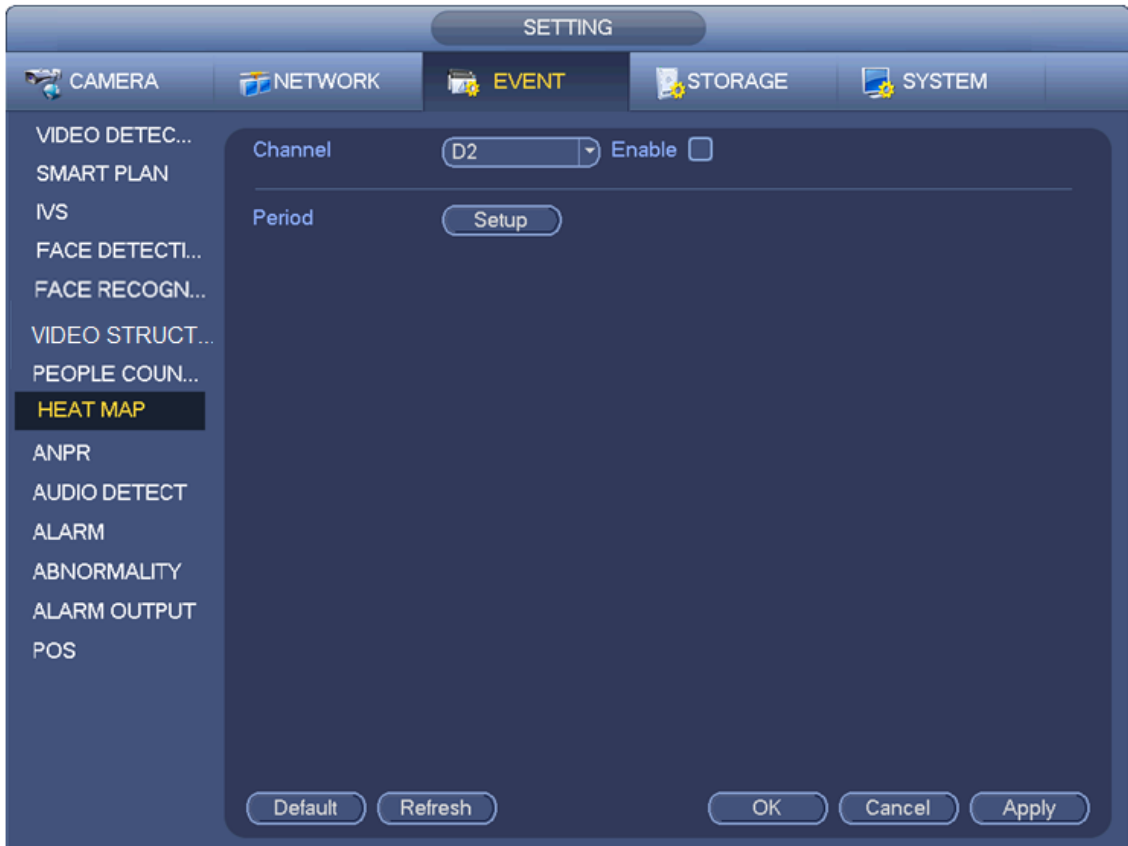 SETTING
CAMERA NETWORK EVENT STORAGE SYSTEM
VIDEO DETEC...
SMART PLAN
IVS
FACE DETECTI...
FACE RECOGN...
VIDEO STRUCT...
PEOPLE COUN...
HEAT MAP
ANPR
AUDIO DETECT
ALARM
ABNORMALITY
ALARM OUTPUT
POS
Channel D2 Enable
Period Setup
Default Refresh OK Cancel Apply